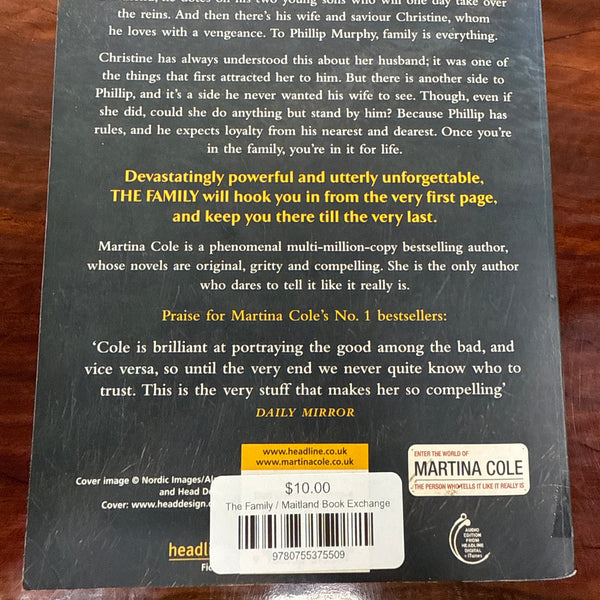 he dotes on his two young sons who will one day take over
the reins. And then there's his wife and saviour Christine, whom
he loves with a vengeance. To Phillip Murphy, family is everything.
Christine has always understood this about her husband; it was one of
the things that first attracted her to him. But there is another side to
Phillip, and it's a side he never wanted his wife to see. Though, even if
she did, could she do anything but stand by him? Because Phillip has
rules, and he expects loyalty from his nearest and dearest. Once you're
in the family, you're in it for life.
Devastatingly powerful and utterly unforgettable,
THE FAMILY will hook you in from the very first page,
and keep you there till the very last.
Martina Cole is a phenomenal multi-million-copy bestselling author,
whose novels are original, gritty and compelling. She is the only author
who dares to tell it like it really is.
Praise for Martina Cole's No. 1 bestsellers:
'Cole is brilliant at portraying the good among the bad, and
vice versa, so until the very end we never quite know who to
trust. This is the very stuff that makes her so compelling'
DAILY MIRROR
www.headline.co.uk
www.martinacole.co.uk
Cover image © Nordic Images/Al
and Head De
Cover: www.headdesign.c
$10.00
The Family / Maitland Book Exchange
9780755375509
headl
Fic
ENTER THE WORLD OF
MARTINA COLE
THE PERSON WHO TELLS IT LIKE IT REALLY IS
AUDIO
EDITION
FROM
HEADLINE
DIGITAL
iTunes